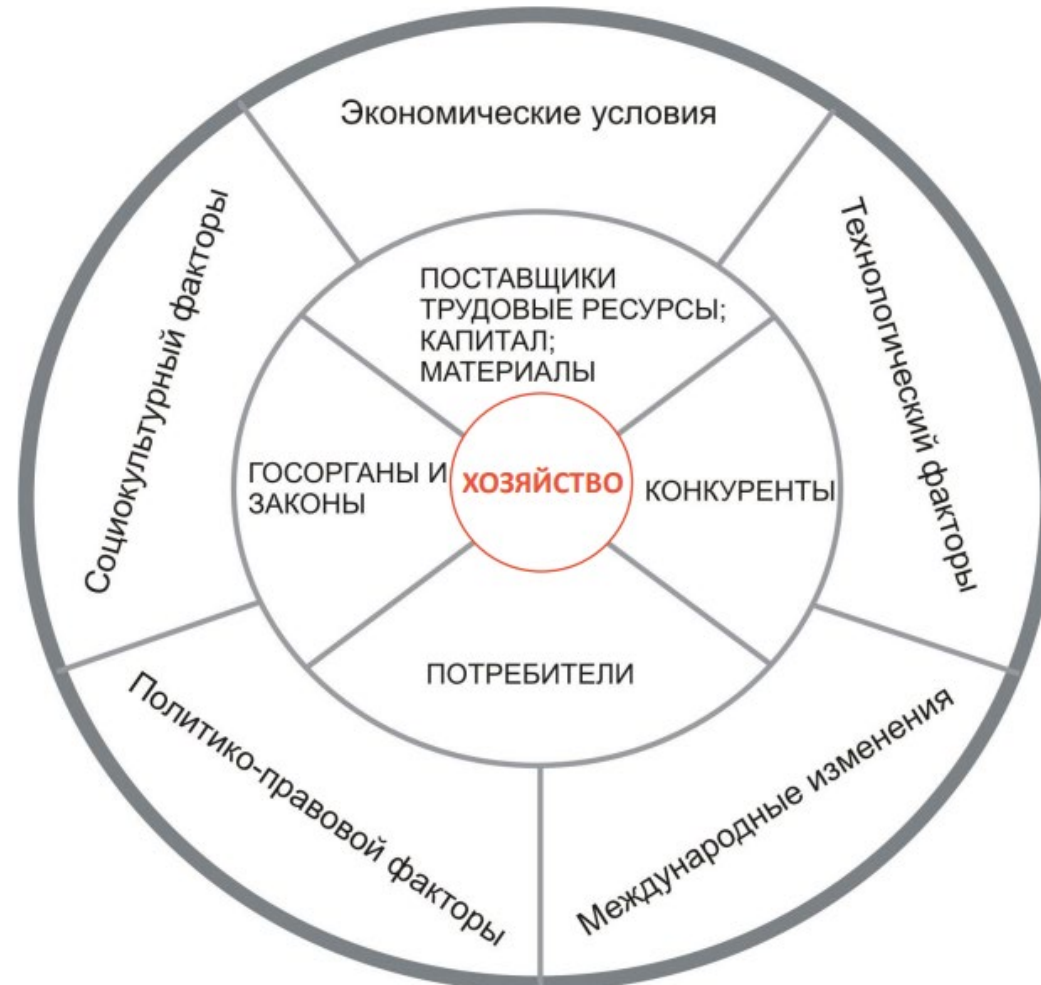 Экономические условия
Социокультурный факторы
Технологический факторы
ПОСТАВЩИКИ
ТРУДОВЫЕ РЕСУРСЫ;
КАПИТАЛ;
МАТЕРИАЛЫ
ГОСОРГАНЫ И
ЗАКОНЫ
ХОЗЯЙСТВО
КОНКУРЕНТЫ
ПОТРЕБИТЕЛИ
Политико-правовой факторы
Международные изменения